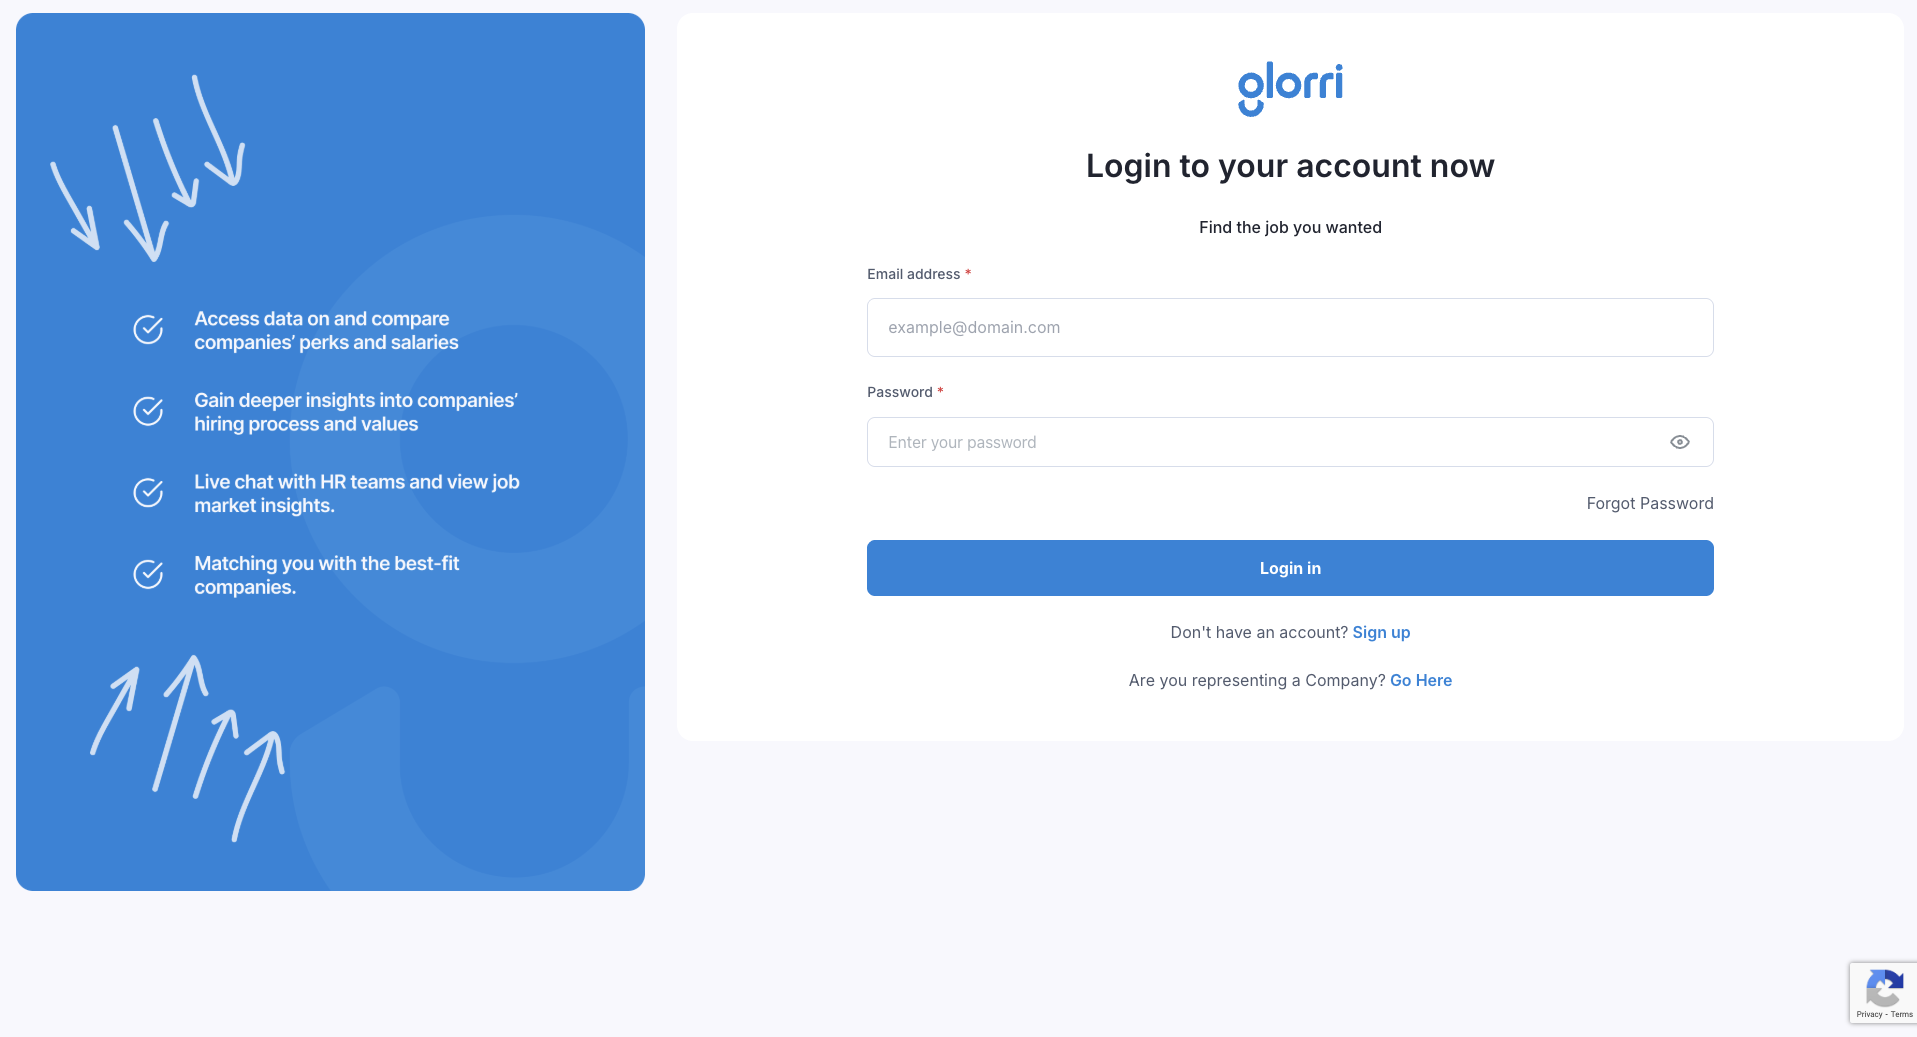 Access data on and compare
companies’ perks and salaries
Gain deeper insights into companies’
hiring process and values
Live chat with HR teams and view job
market insights.
Matching you with the best-fit
companies.
glorri
Login to your account now
Find the job you wanted
Email address *
example@domain.com
Password *
Enter your password
Forgot Password
Login in
Don't have an account? Sign up
Are you representing a Company? Go Here
Privacy - Terms